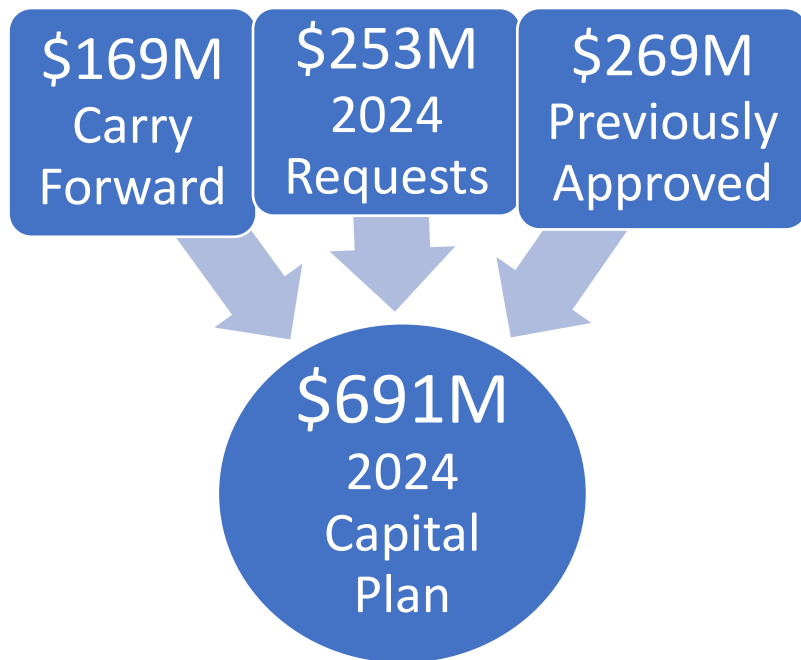 $169M
Carry
Forward
$253M
2024
Requests
$269M
Previously
Approved
$691M
2024
Capital
Plan